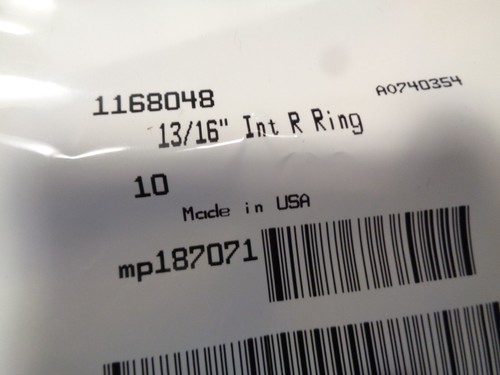 1168048
A0740354
13/16" Int R Ring
10
Made in USA
mp187071